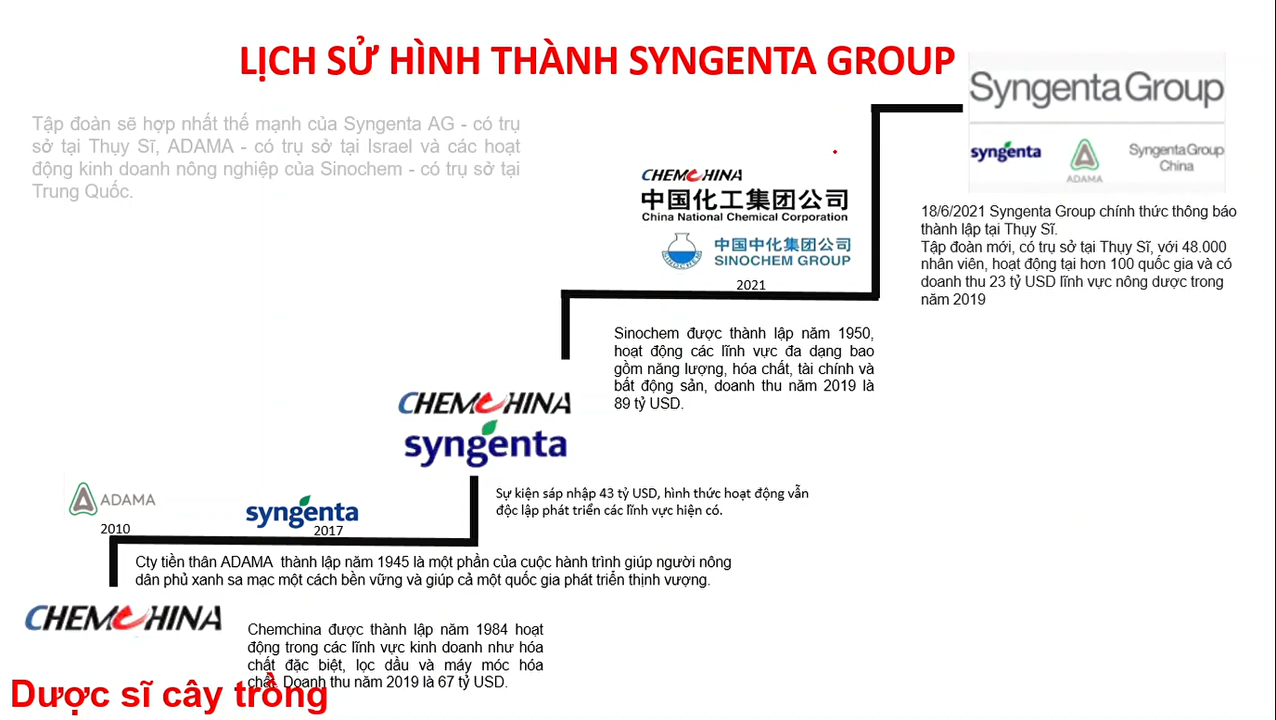 LỊCH SỬ HÌNH THÀNH SYNGENTA GROUP
Syngenta Group
syngenta
ADAMA
Syngenta Group
China
Tập đoàn sẽ hợp nhất thế mạnh của Syngenta AG - có trụ
sở tại Thụy Sĩ, ADAMA - có trụ sở tại Israel và các hoạt
động kinh doanh nông nghiệp của Sinochem - có trụ sở tại
Trung Quốc.
CHEMCHINA
中国化工集团公司
China National Chemical Corporation
中国中化集团公司
SINOCHEM GROUP
2021
18/6/2021 Syngenta Group chính thức thông báo
thành lập tại Thụy Sĩ.
Tập đoàn mới, có trụ sở tại Thụy Sĩ, với 48.000
nhân viên, hoạt động tại hơn 100 quốc gia và có
doanh thu 23 tỷ USD lĩnh vực nông dược trong
năm 2019
Sinochem được thành lập năm 1950,
hoạt động các lĩnh vực đa dạng bao
gồm năng lượng, hóa chất, tài chính và
bất động sản, doanh thu năm 2019 là
89 tỷ USD.
CHEMCHINA
syngenta
Sự kiện sáp nhập 43 tỷ USD, hình thức hoạt động vẫn
độc lập phát triển các lĩnh vực hiện có.
ADAMA
2010
syngenta
2017
Cty tiền thân ADAMA thành lập năm 1945 là một phần của cuộc hành trình giúp người nông
dân phủ xanh sa mạc một cách bền vững và giúp cả một quốc gia phát triển thịnh vượng.
CHEMCHINA
Chemchina được thành lập năm 1984 hoạt
động trong các lĩnh vực kinh doanh như hóa
chất đặc biệt, lọc dầu và máy móc hóa
chất. Doanh thu năm 2019 là 67 tỷ USD.
Dược sĩ cây trồng